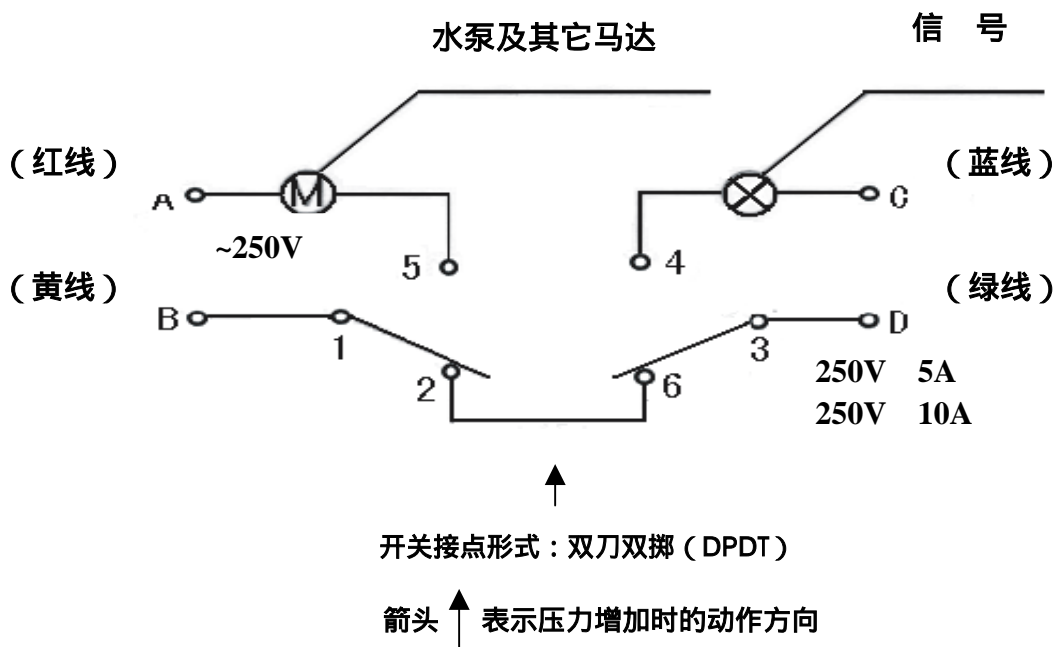 水泵及其它马达
信 号
（红线）
（蓝线）
A
M
C
~250V
5
4
（黄线）
（绿线）
B
D
1
3
2
6
250V 5A
250V 10A
开关接点形式：双刀双掷（DPDT）
箭头 表示压力增加时的动作方向